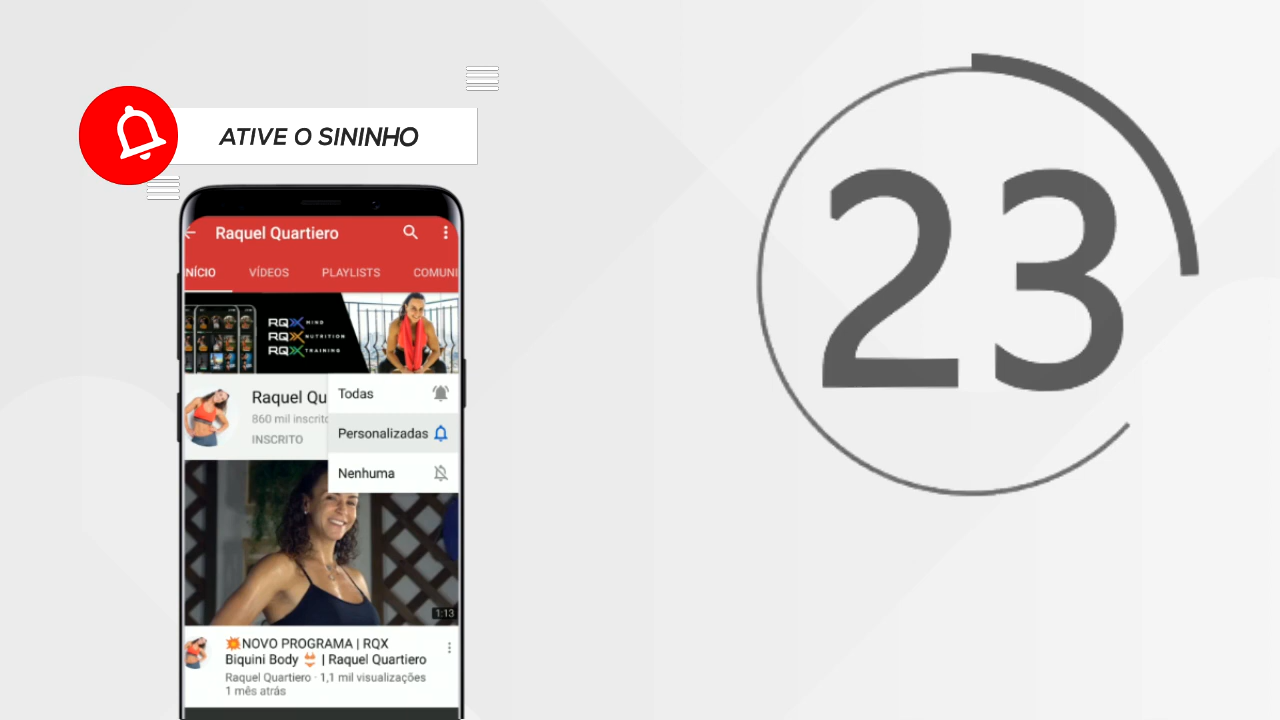 ATIVE O SININHO
23
Raquel Quartiero
NÍCIO VÍDEOS PLAYLISTS COMUNI
RQX MIND
RQX NUTRITION
RQX TRAINING
Raquel Qu
860 mil inscrito
INSCRITO
Todas
Personalizadas
Nenhuma
1:13
💥NOVO PROGRAMA | RQX
Biquini Body 👙 | Raquel Quartiero
Raquel Quartiero · 1,1 mil visualizações
1 mês atrás